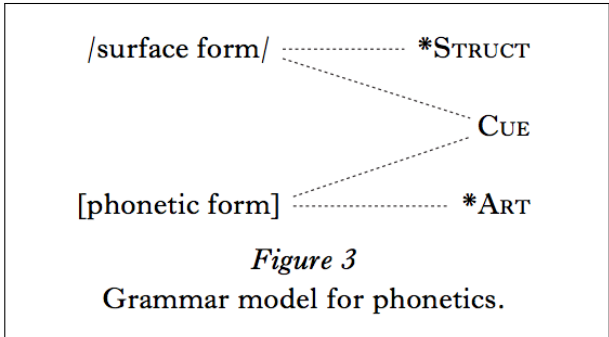 /surface form/ *STRUCT
CUE
[phonetic form] *ART
Figure 3
Grammar model for phonetics.